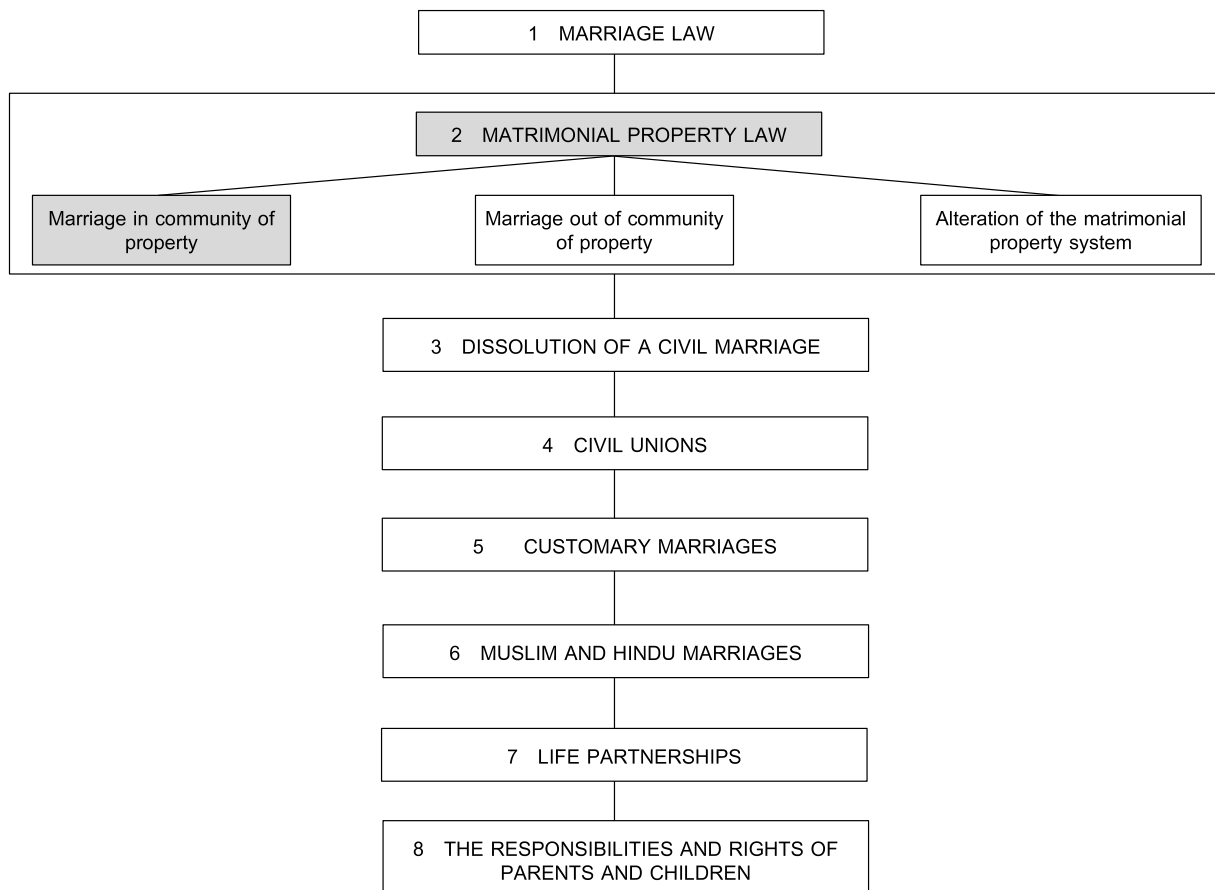 1 MARRIAGE LAW
2 MATRIMONIAL PROPERTY LAW
Marriage in community of
property
Marriage out of community
of property
Alteration of the matrimonial
property system
3 DISSOLUTION OF A CIVIL MARRIAGE
4 CIVIL UNIONS
5 CUSTOMARY MARRIAGES
6 MUSLIM AND HINDU MARRIAGES
7 LIFE PARTNERSHIPS
8 THE RESPONSIBILITIES AND RIGHTS OF
PARENTS AND CHILDREN